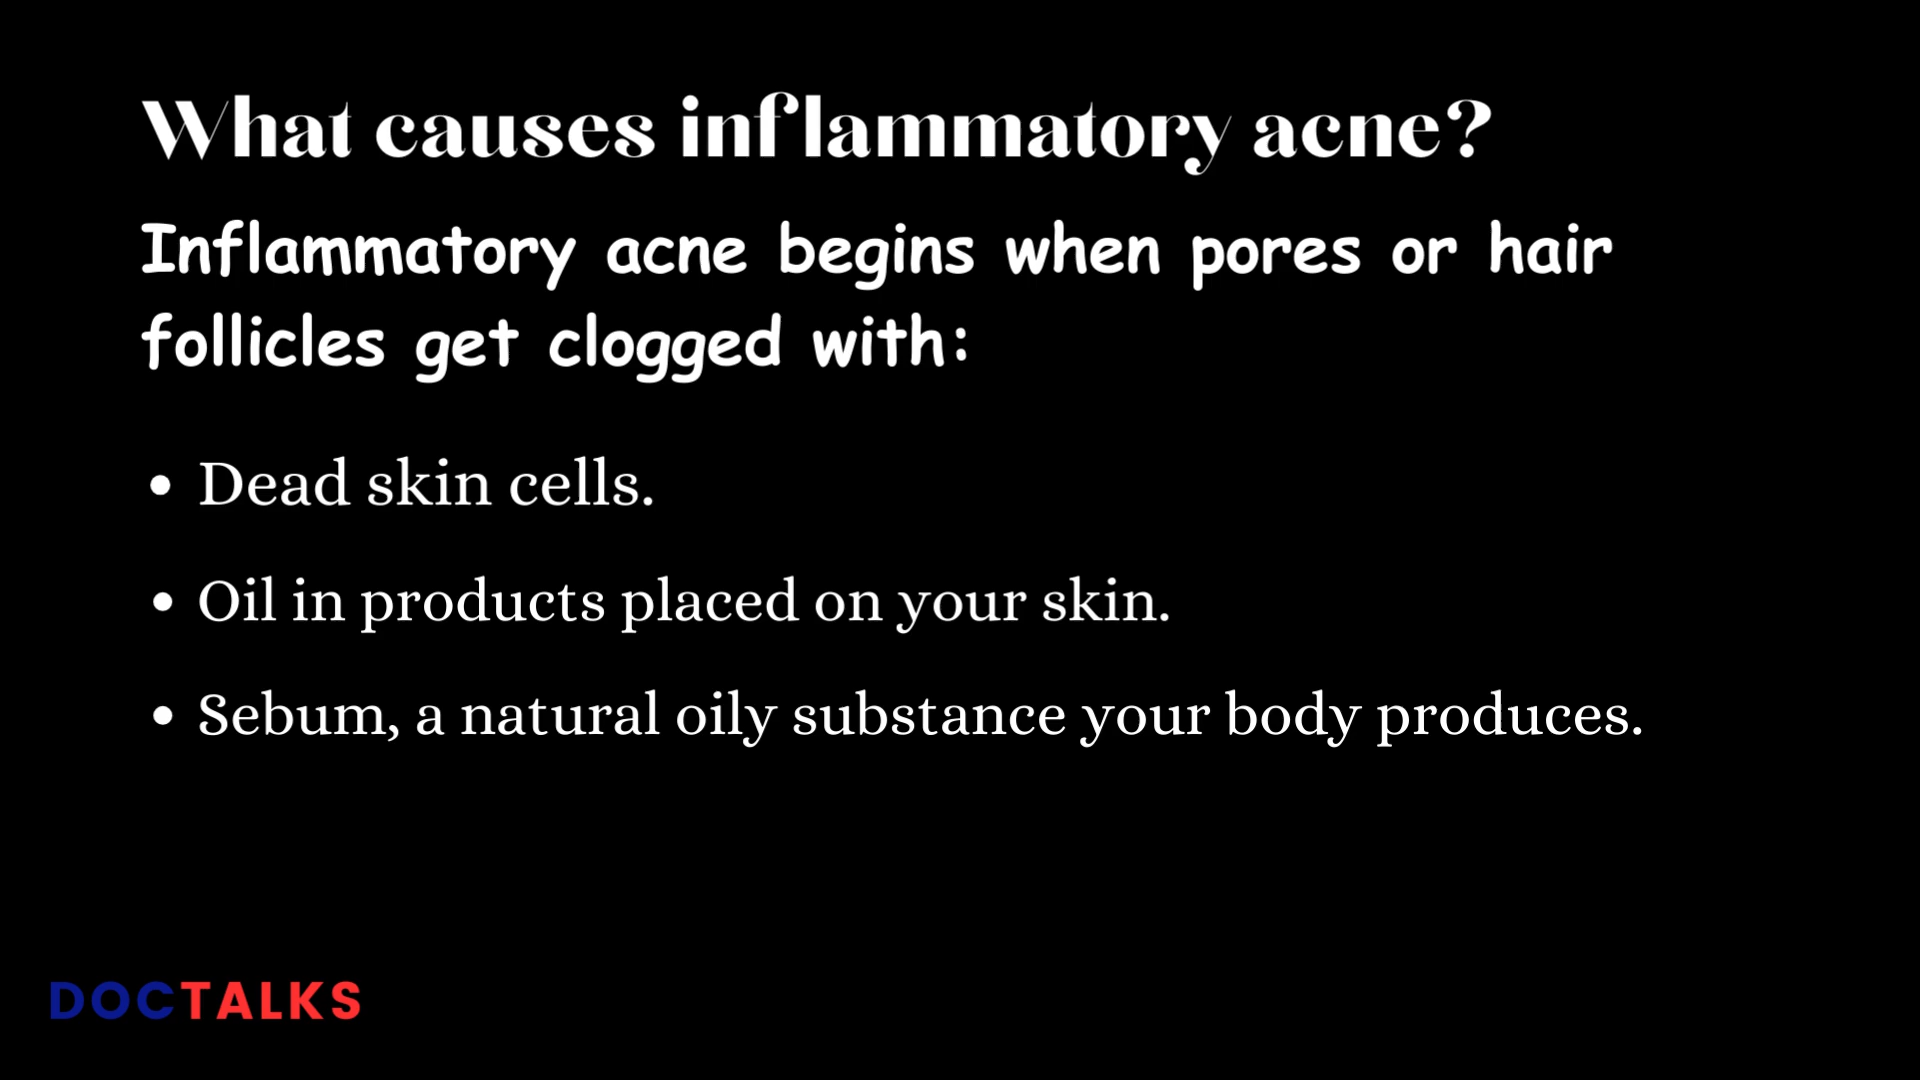 What causes inflammatory acne?
Inflammatory acne begins when pores or hair
follicles get clogged with:
• Dead skin cells.
• Oil in products placed on your skin.
• Sebum, a natural oily substance your body produces.
DOCTALKS